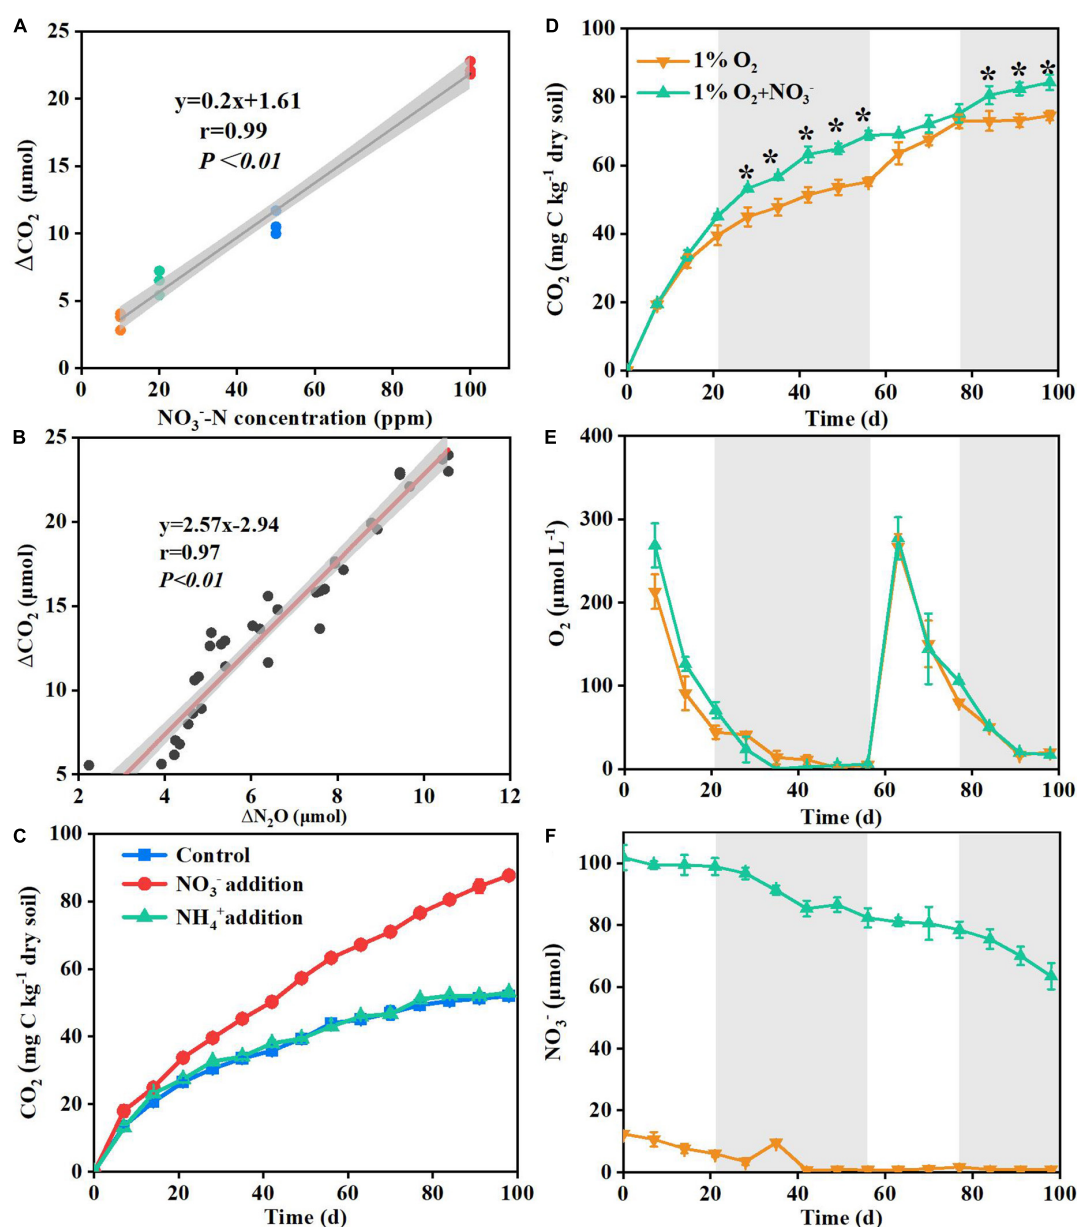 A
25
20
15
10
5
0
ΔCO₂ (μmol)
y=0.2x+1.61
r=0.99
P<0.01
0 20 40 60 80 100
NO₃⁻-N concentration (ppm)
B
25
20
15
10
5
ΔCO₂ (μmol)
y=2.57x-2.94
r=0.97
P<0.01
2 4 6 8 10 12
ΔN₂O (μmol)
C
100
80
60
40
20
0
CO₂ (mg C kg⁻¹ dry soil)
Control
NO₃⁻ addition
NH₄⁺ addition
0 20 40 60 80 100
Time (d)
D
100
80
60
40
20
0
CO₂ (mg C kg⁻¹ dry soil)
1% O₂
1% O₂+NO₃⁻
* * * * * * * *
0 20 40 60 80 100
Time (d)
E
400
300
200
100
0
O₂ (μmol L⁻¹)
0 20 40 60 80 100
Time (d)
F
100
80
60
40
20
0
NO₃⁻ (μmol)
0 20 40 60 80 100
Time (d)